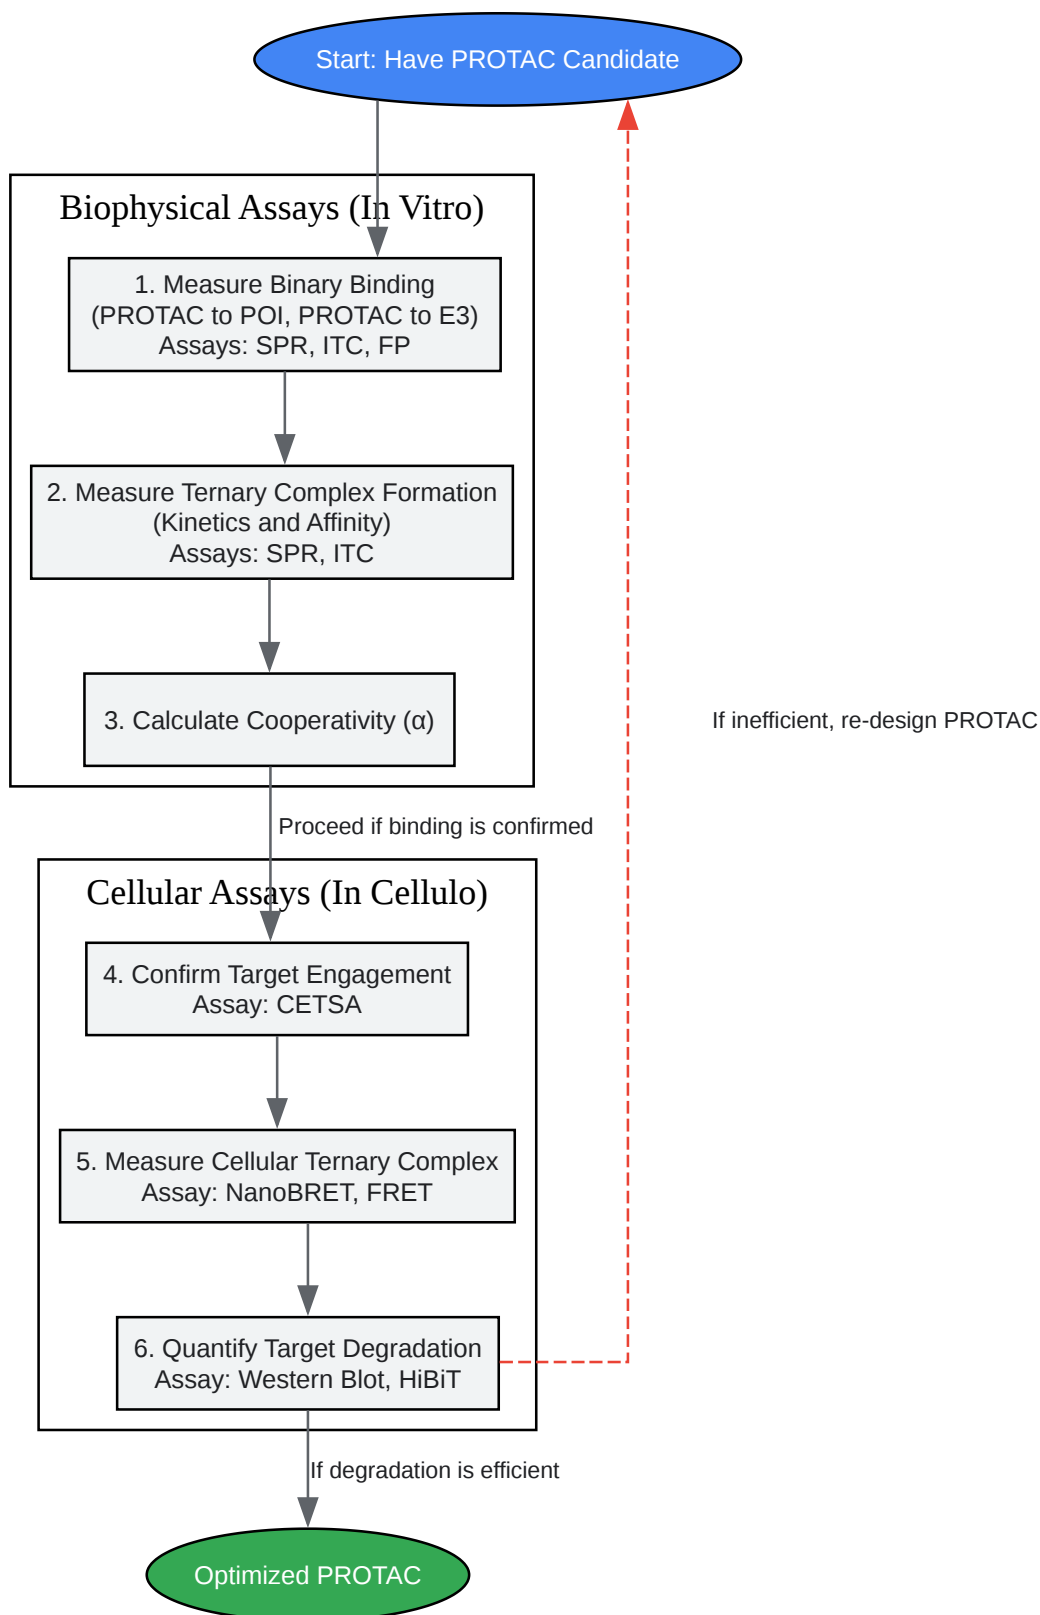 Start: Have PROTAC Candidate
Biophysical Assays (In Vitro)
1. Measure Binary Binding
(PROTAC to POI, PROTAC to E3)
Assays: SPR, ITC, FP
2. Measure Ternary Complex Formation
(Kinetics and Affinity)
Assays: SPR, ITC
3. Calculate Cooperativity (α)
If inefficient, re-design PROTAC
Proceed if binding is confirmed
Cellular Assays (In Cellulo)
4. Confirm Target Engagement
Assay: CETSA
5. Measure Cellular Ternary Complex
Assay: NanoBRET, FRET
6. Quantify Target Degradation
Assay: Western Blot, HiBiT
If degradation is efficient
Optimized PROTAC